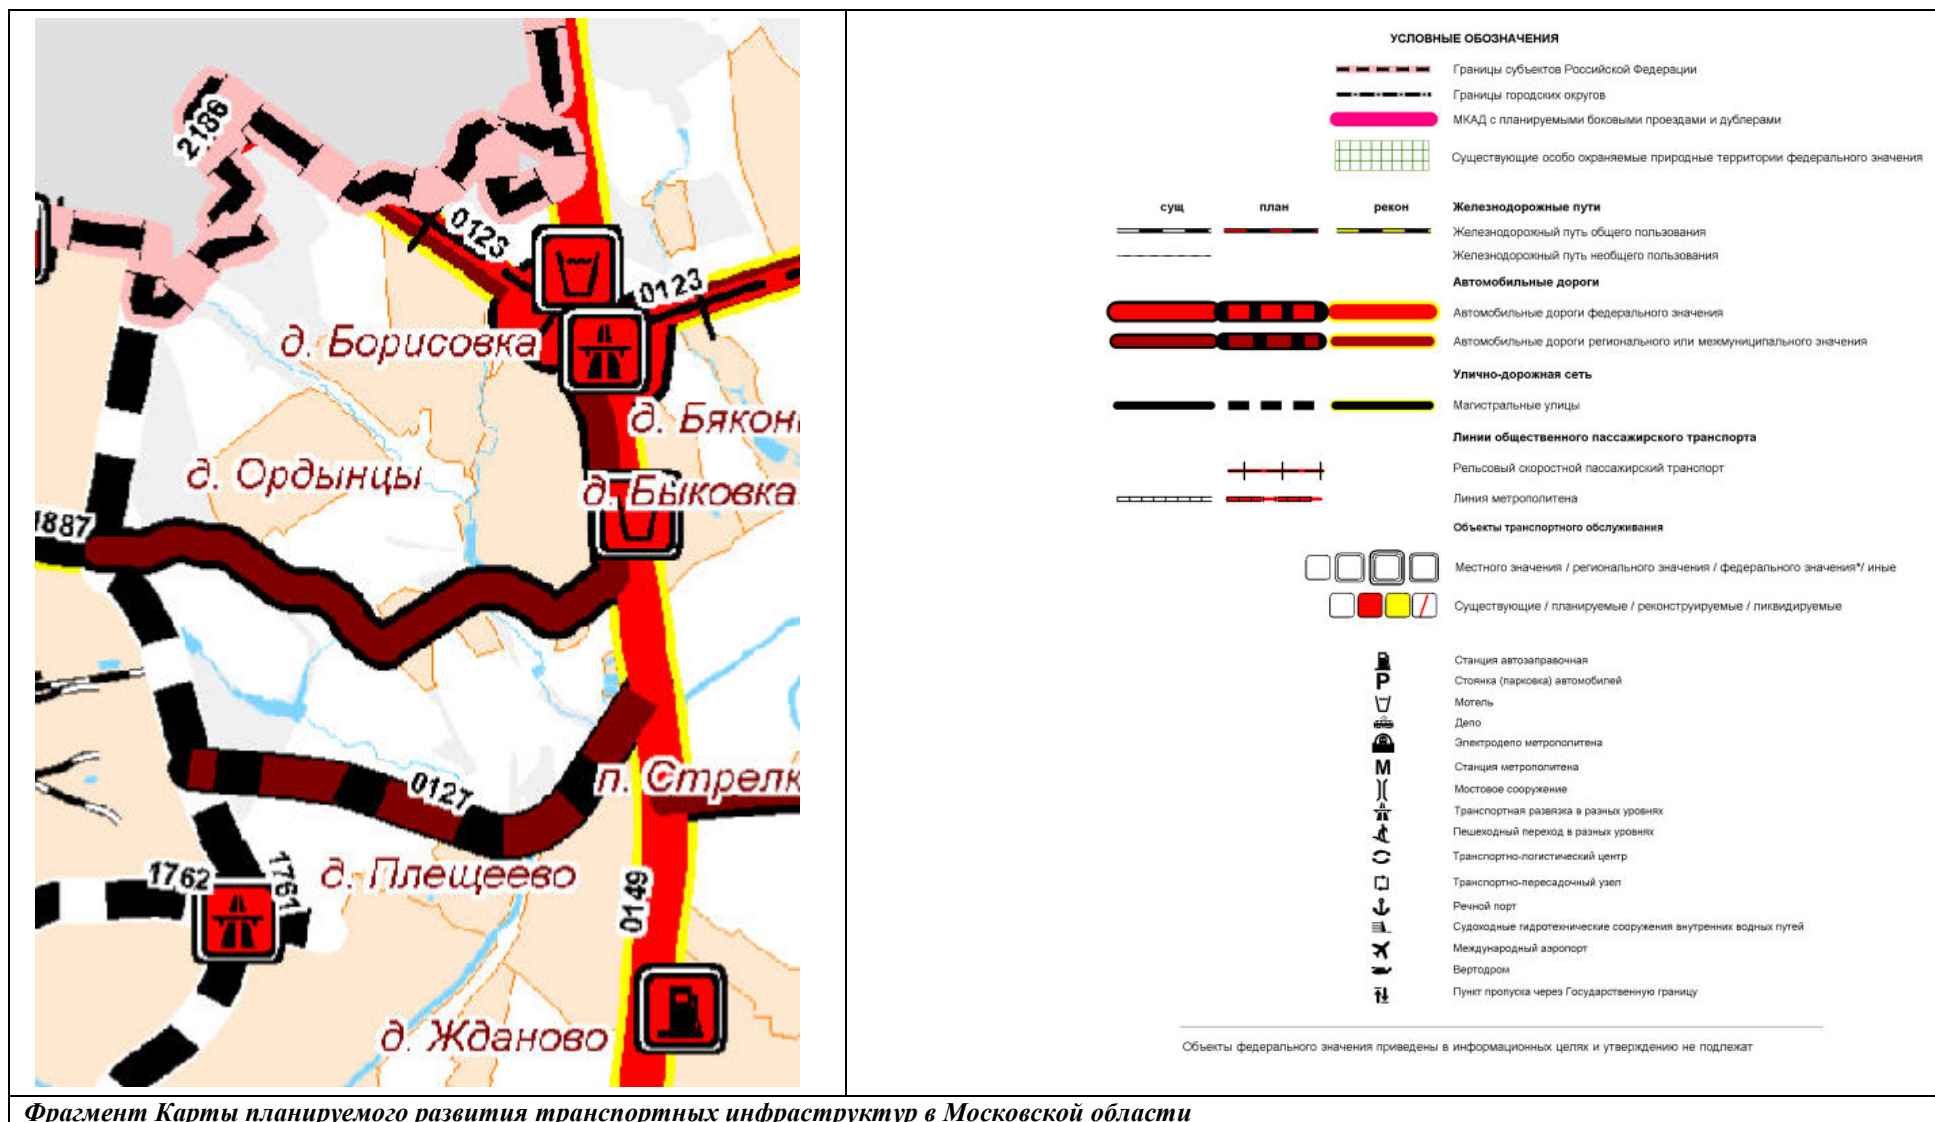 2186
0123
0123
д. Борисовка
д. Бякон
д. Ордынцы
д. Быковка
1887
0127
п. Стрелк
1762
1761
д. Плещеево
0149
д. Жданово
УСЛОВНЫЕ ОБОЗНАЧЕНИЯ
Границы субъектов Российской Федерации
Границы городских округов
МКАД с планируемыми боковыми проездами и дублерами
Существующие особо охраняемые природные территории федерального значения
сущ план рекон Железнодорожные пути
Железнодорожный путь общего пользования
Железнодорожный путь необщего пользования
Автомобильные дороги
Автомобильные дороги федерального значения
Автомобильные дороги регионального или межмуниципального значения
Улично-дорожная сеть
Магистральные улицы
Линии общественного пассажирского транспорта
Рельсовый скоростной пассажирский транспорт
Линия метрополитена
Объекты транспортного обслуживания
Местного значения / регионального значения / федерального значения*/ иные
Существующие / планируемые / реконструируемые / ликвидируемые
Станция автозаправочная
P Стоянка (парковка) автомобилей
Мотель
Депо
Электродепо метрополитена
М Станция метрополитена
Мостовое сооружение
Транспортная развязка в разных уровнях
Пешеходный переход в разных уровнях
Транспортно-логистический центр
Транспортно-пересадочный узел
Речной порт
Судоходные гидротехнические сооружения внутренних водных путей
Международный аэропорт
Вертодром
Пункт пропуска через Государственную границу
Объекты федерального значения приведены в информационных целях и утверждению не подлежат
Фрагмент Карты планируемого развития транспортных инфраструктур в Московской области